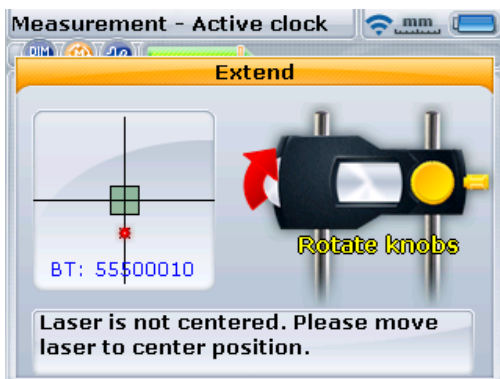 Measurement - Active clock
mm
DIM
Extend
Rotate knobs
BT: 55500010
Laser is not centered. Please move
laser to center position.